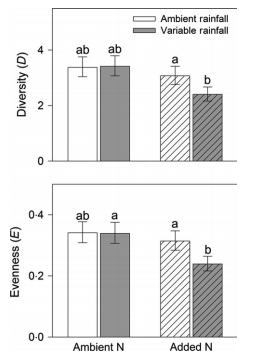 Ambient rainfall
Variable rainfall
Diversity (D)
4
2
0
ab
ab
a
b
Evenness (E)
0·4
0·2
0·0
ab
a
a
b
Ambient N
Added N